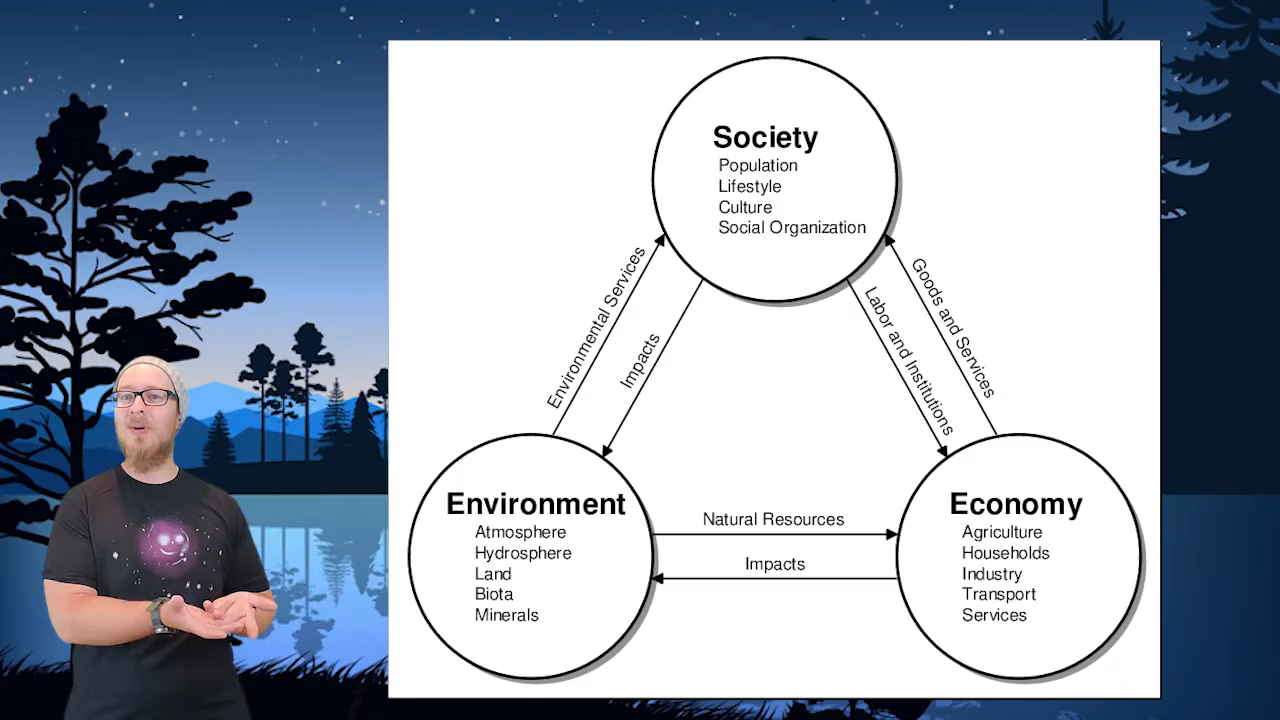 Society
Population
Lifestyle
Culture
Social Organization
Environmental Services
Impacts
Labor and Institutions
Goods and Services
Environment
Atmosphere
Hydrosphere
Land
Biota
Minerals
Natural Resources
Impacts
Economy
Agriculture
Households
Industry
Transport
Services